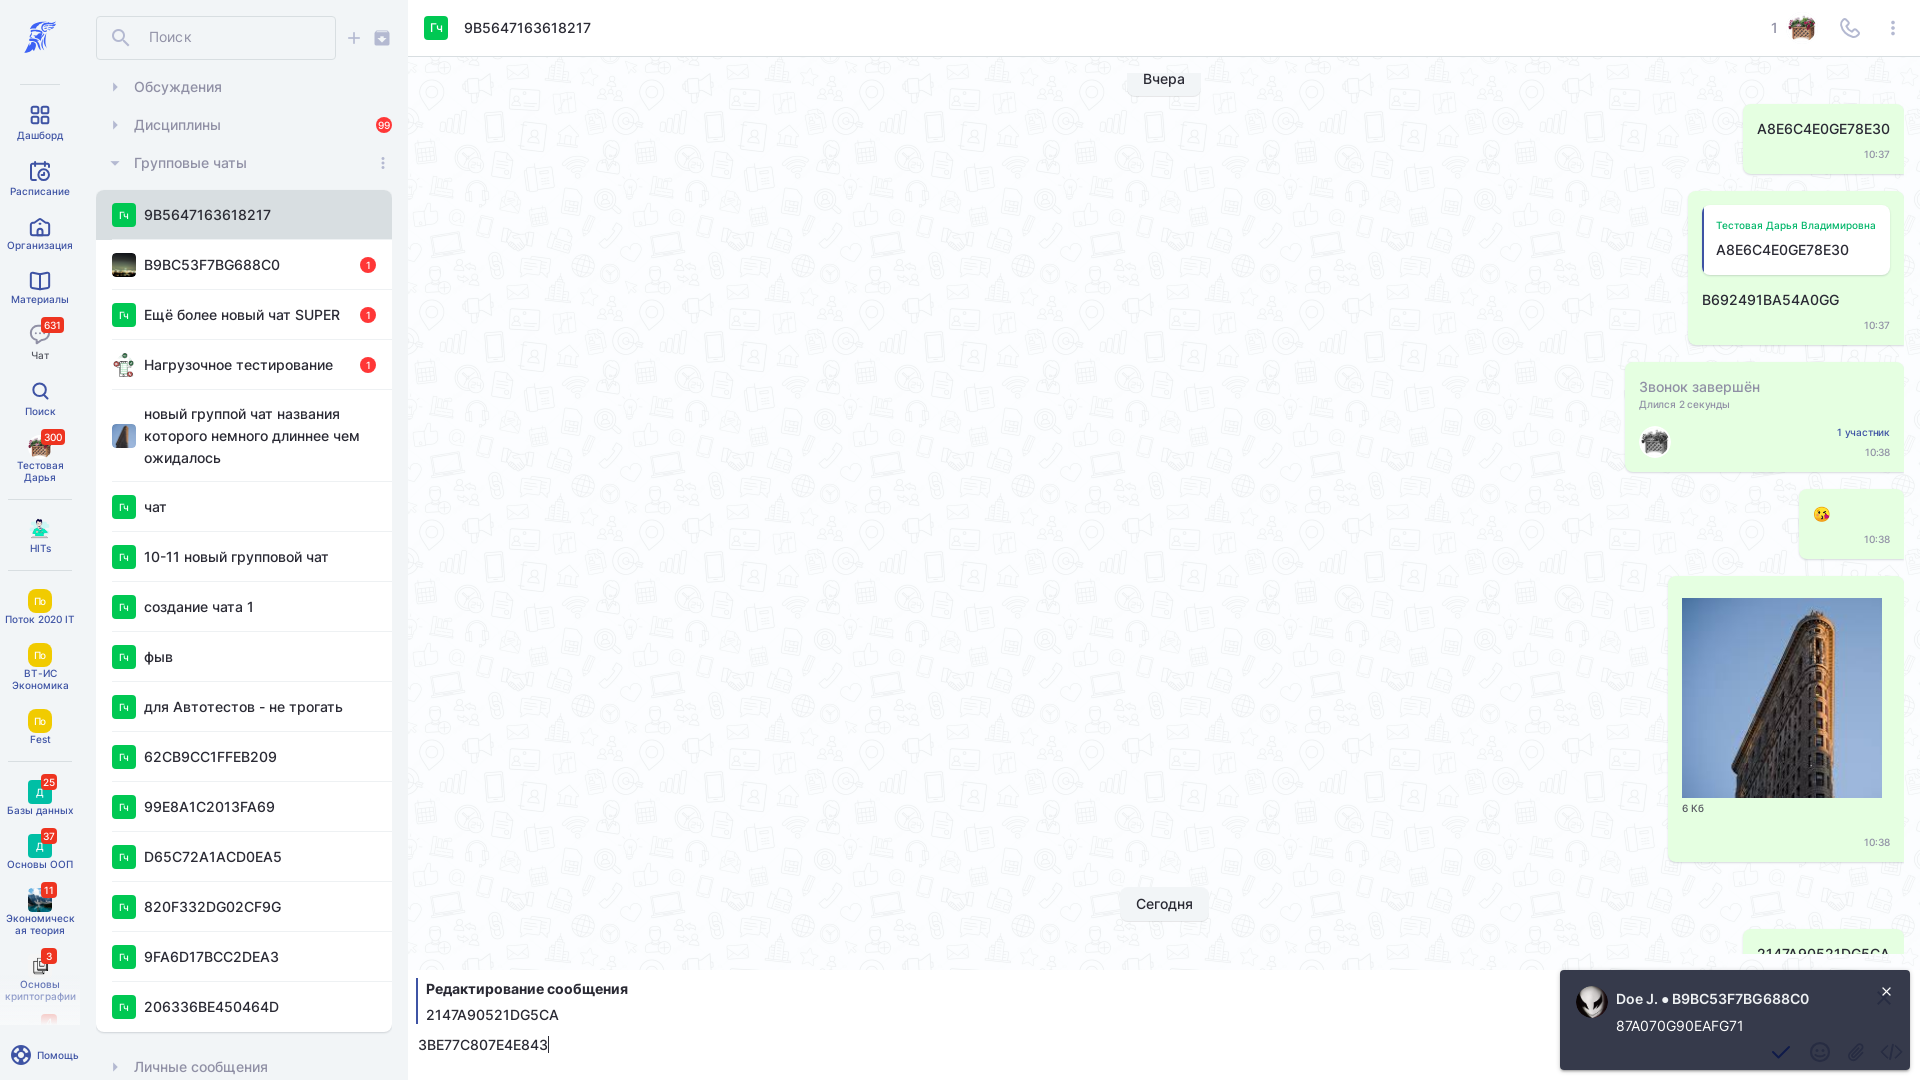 Дашборд
Расписание
Организация
Материалы
631
Чат
Поиск
300
Тестовая
Дарья
HITs
По
Поток 2020 IT
По
ВТ-ИС
Экономика
По
Fest
25
Д
Базы данных
37
Д
Основы ООП
11
Экономическ
ая теория
3
Основы
криптографии
Помощь
Поиск
Обсуждения
Дисциплины
99
Групповые чаты
Гч
9B5647163618217
B9BC53F7BG688C0
1
Гч
Ещё более новый чат SUPER
1
Нагрузочное тестирование
1
новый группой чат названия
которого немного длиннее чем
ожидалось
Гч
чат
Гч
10-11 новый групповой чат
Гч
создание чата 1
Гч
фыв
Гч
для Автотестов - не трогать
Гч
62CB9CC1FFEB209
Гч
99E8A1C2013FA69
Гч
D65C72A1ACD0EA5
Гч
820F332DG02CF9G
Гч
9FA6D17BCC2DEA3
Гч
206336BE450464D
Личные сообщения
Гч
9B5647163618217
1
Вчера
A8E6C4E0GE78E30
10:37
Тестовая Дарья Владимировна
A8E6C4E0GE78E30
B692491BA54A0GG
10:37
Звонок завершён
Длился 2 секунды
1 участник
10:38
10:38
6 Кб
10:38
Сегодня
2147A90521DG5CA
Редактирование сообщения
2147A90521DG5CA
3BE77C807E4E843
Doe J. ● B9BC53F7BG688C0
87A070G90EAFG71